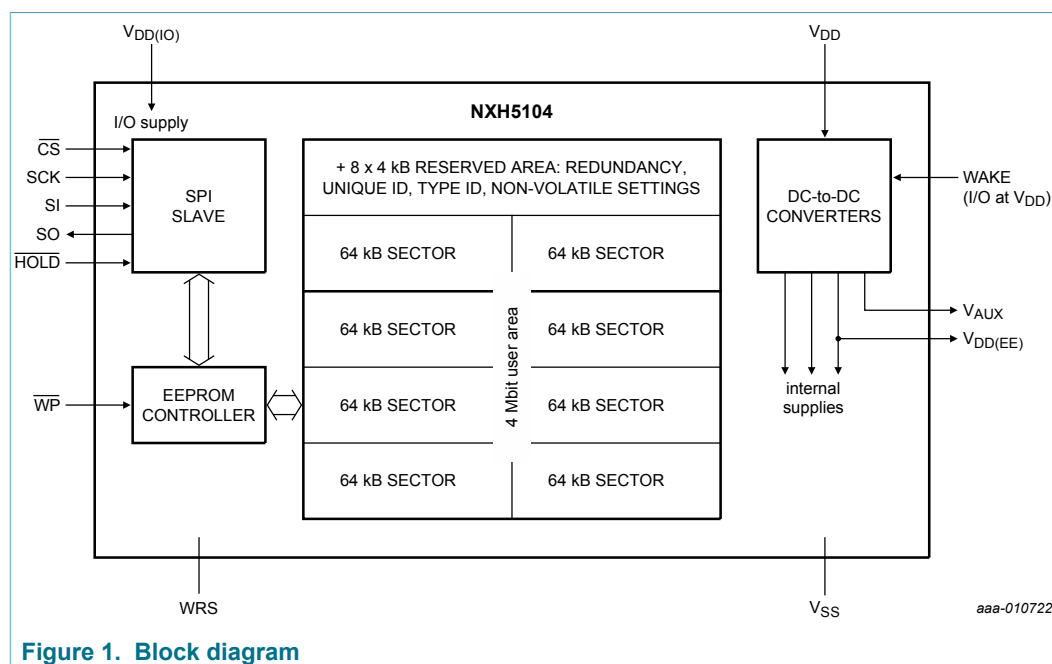 VDD(IO)
VDD
NXH5104
I/O supply
CS
SCK
SI
SO
HOLD
SPI
SLAVE
+ 8 x 4 kB RESERVED AREA: REDUNDANCY,
UNIQUE ID, TYPE ID, NON-VOLATILE SETTINGS
64 kB SECTOR
64 kB SECTOR
64 kB SECTOR
64 kB SECTOR
64 kB SECTOR
64 kB SECTOR
64 kB SECTOR
64 kB SECTOR
4 Mbit user area
DC-to-DC
CONVERTERS
WAKE
(I/O at VDD)
VAUX
VDD(EE)
internal
supplies
WP
EEPROM
CONTROLLER
WRS
VSS
aaa-010722
Figure 1. Block diagram